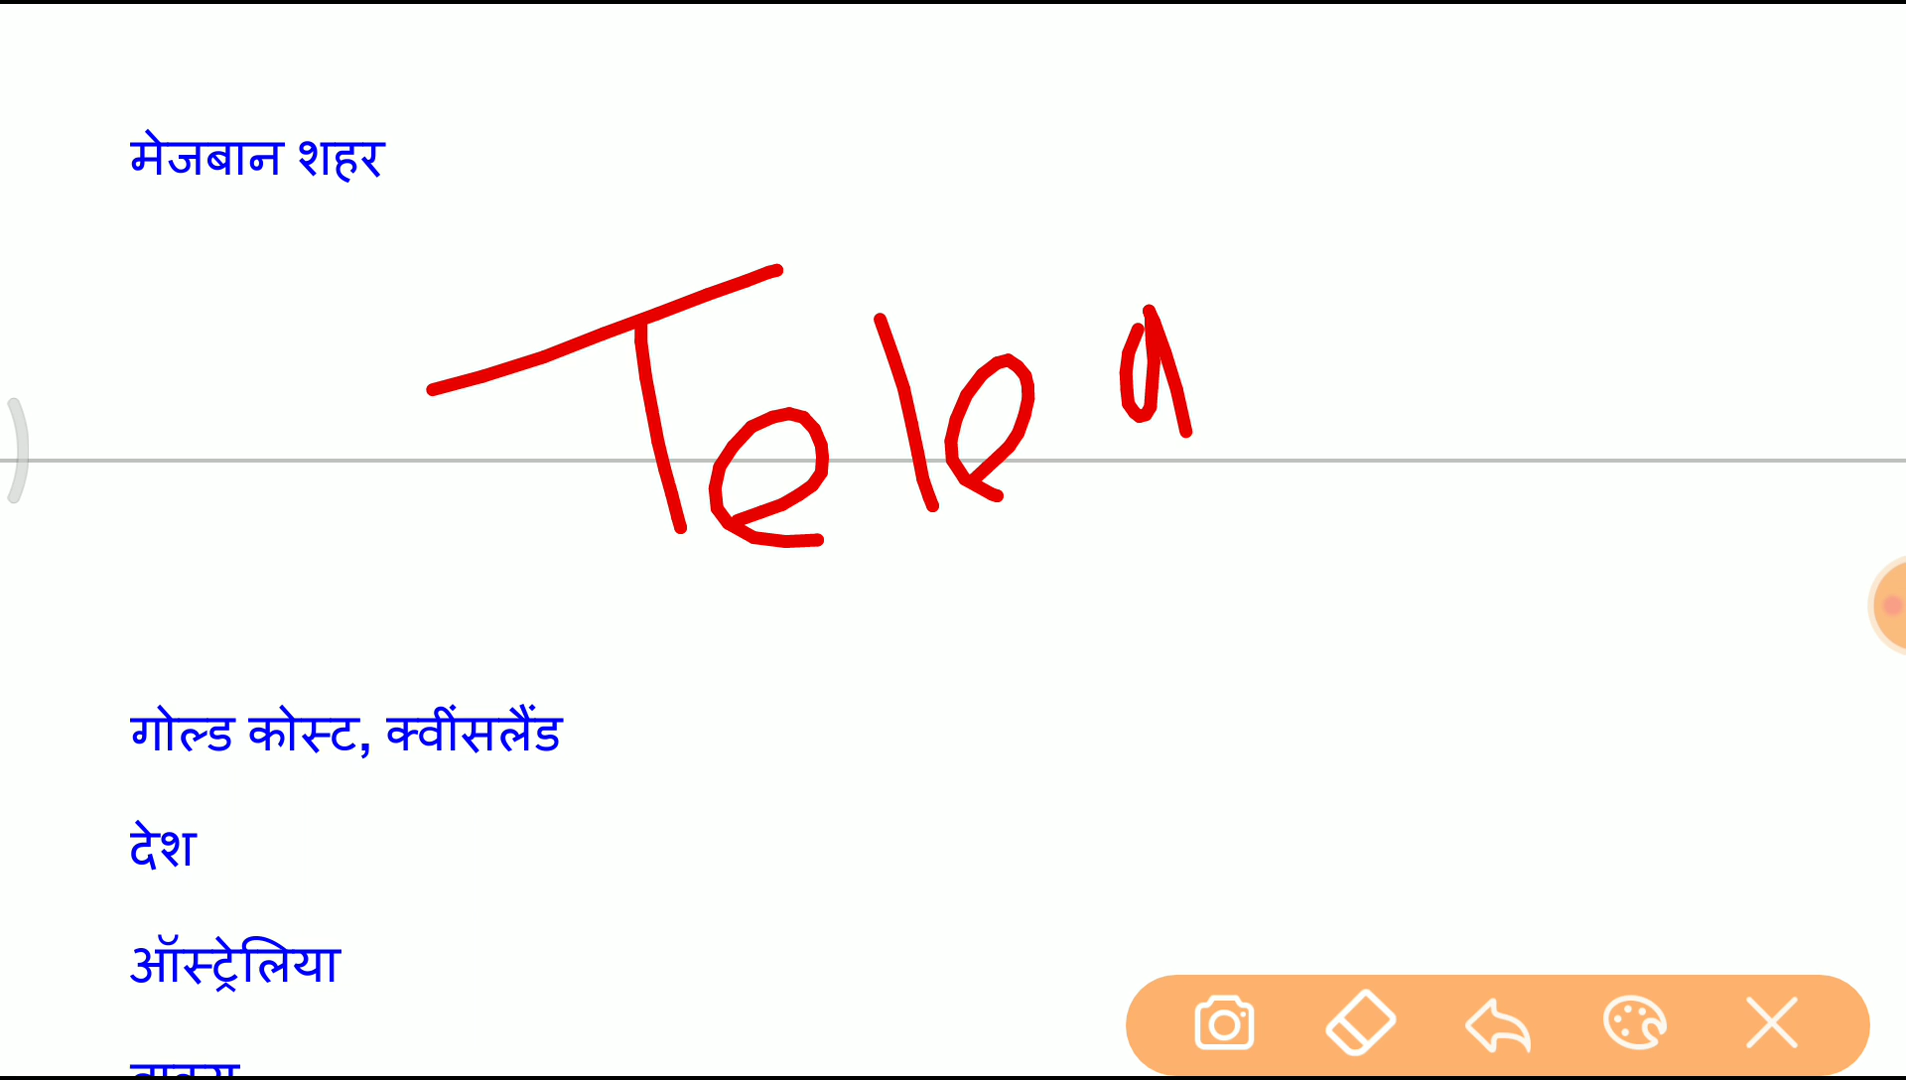 मेजबान शहर
Tele a
गोल्ड कोस्ट, क्वींसलैंड
देश
ऑस्ट्रेलिया